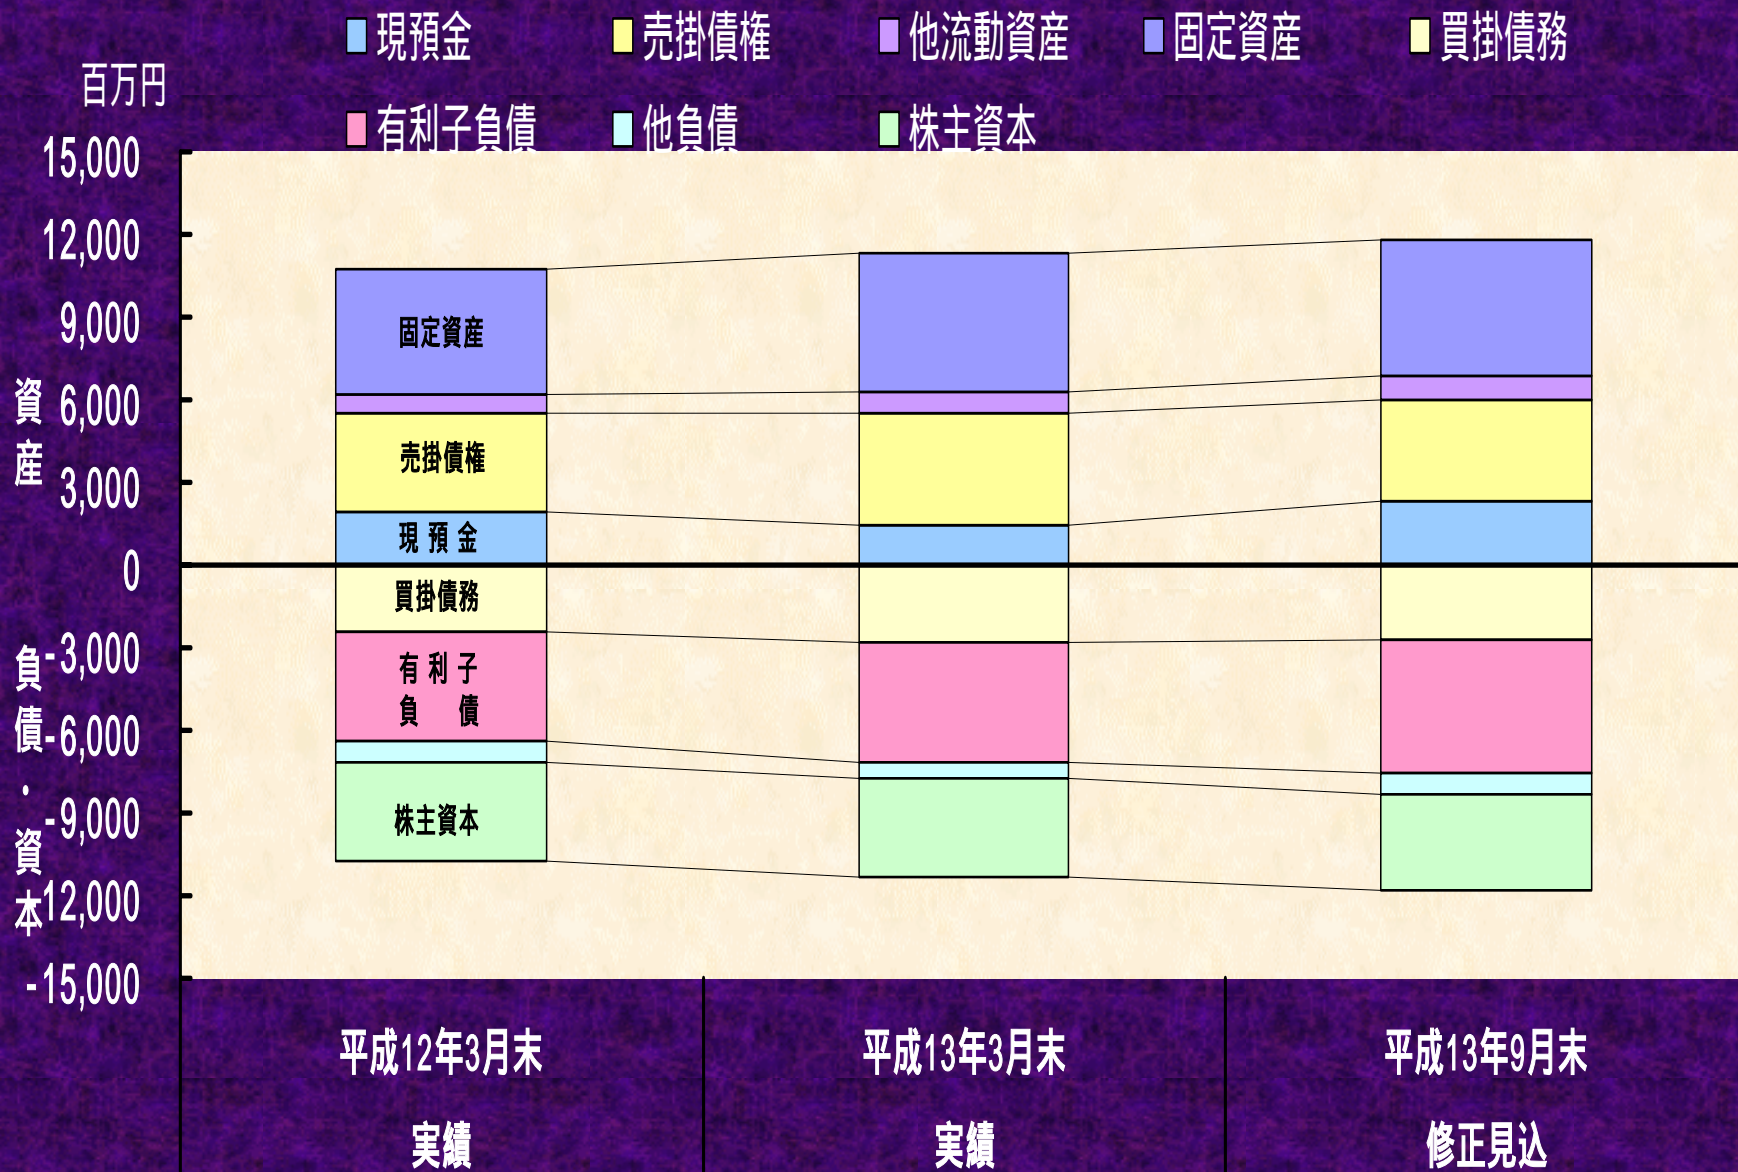 現預金 売掛債権 他流動資産 固定資産 買掛債務
百万円
有利子負債 他負債 株主資本
15,000
12,000
9,000
6,000
3,000
0
-3,000
-6,000
-9,000
-12,000
-15,000
資産
負債・資本
固定資産
売掛債権
現預金
買掛債務
有利子
負債
株主資本
平成12年3月末 平成13年3月末 平成13年9月末
実績 実績 修正見込